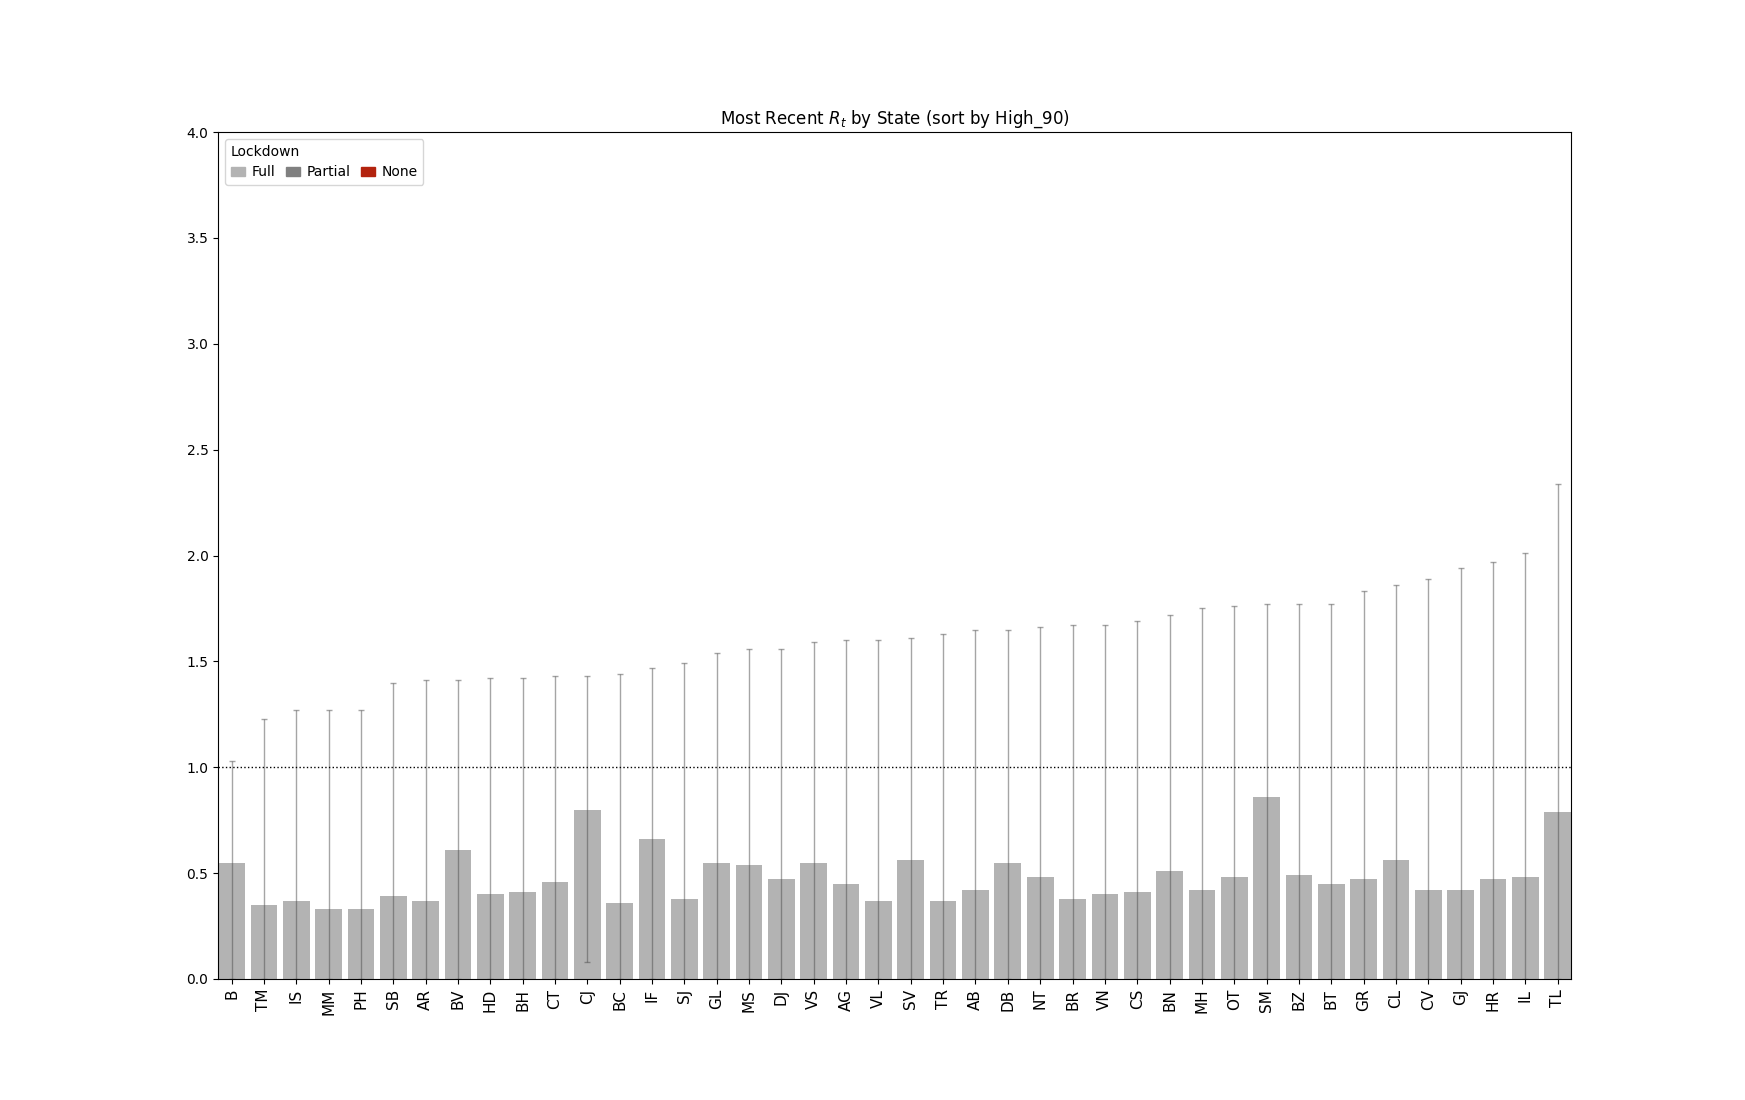 Most Recent Rt by State (sort by High_90)
4.0
Lockdown
Full Partial None
3.5
3.0
2.5
2.0
1.5
1.0
0.5
0.0
B TM IS MM PH SB AR BV HD BH CT CJ BC IF SJ GL MS DJ VS AG VL SV TR AB DB NT BR VN CS BN MH OT SM BZ BT GR CL CV GJ HR IL TL